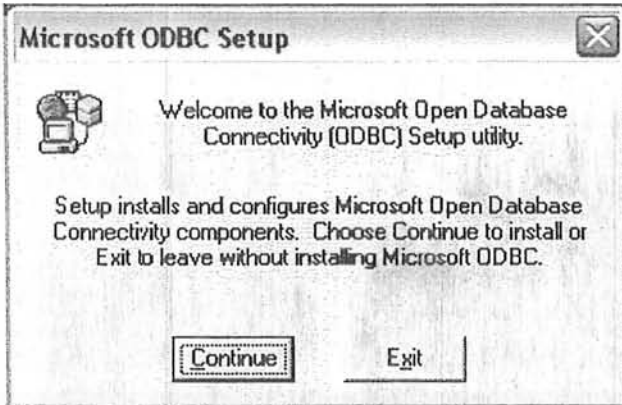 Microsoft ODBC Setup
Welcome to the Microsoft Open Database
Connectivity (ODBC) Setup utility.
Setup installs and configures Microsoft Open Database
Connectivity components. Choose Continue to install or
Exit to leave without installing Microsoft ODBC.
Continue
Exit